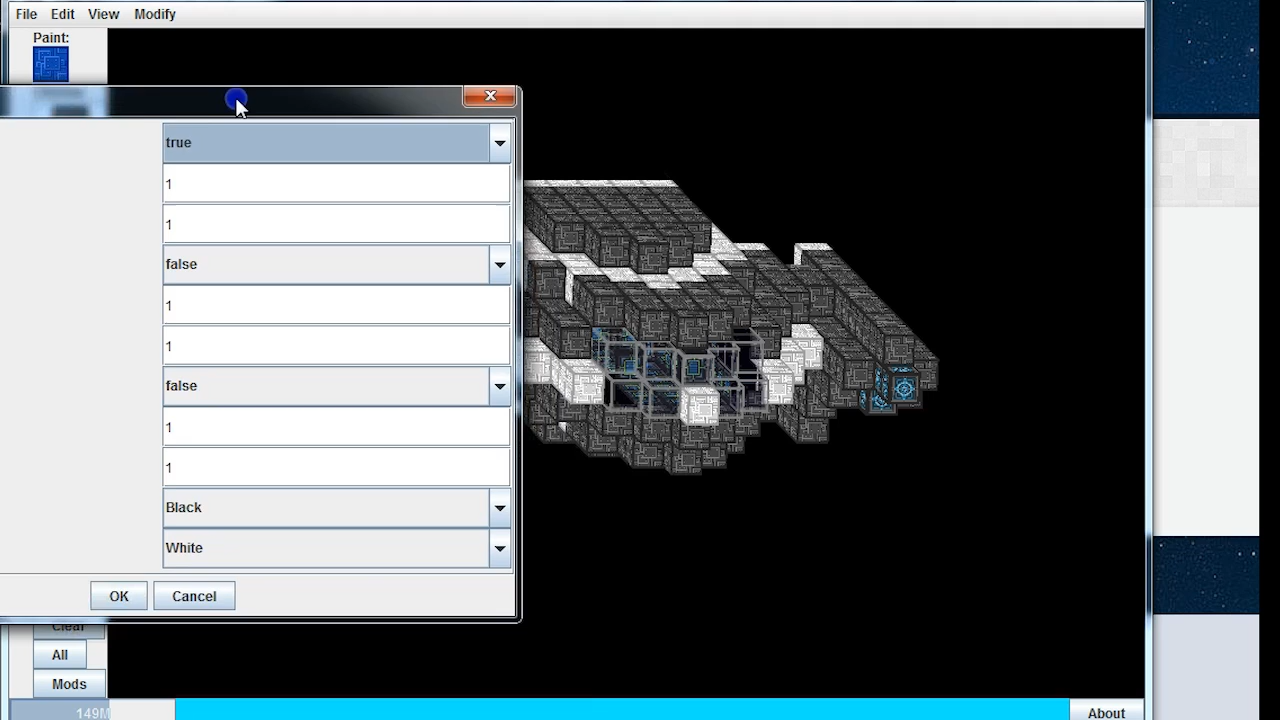 File Edit View Modify
Paint:
true
1
1
false
1
1
false
1
1
Black
White
OK Cancel
Clear
All
Mods
149M
About